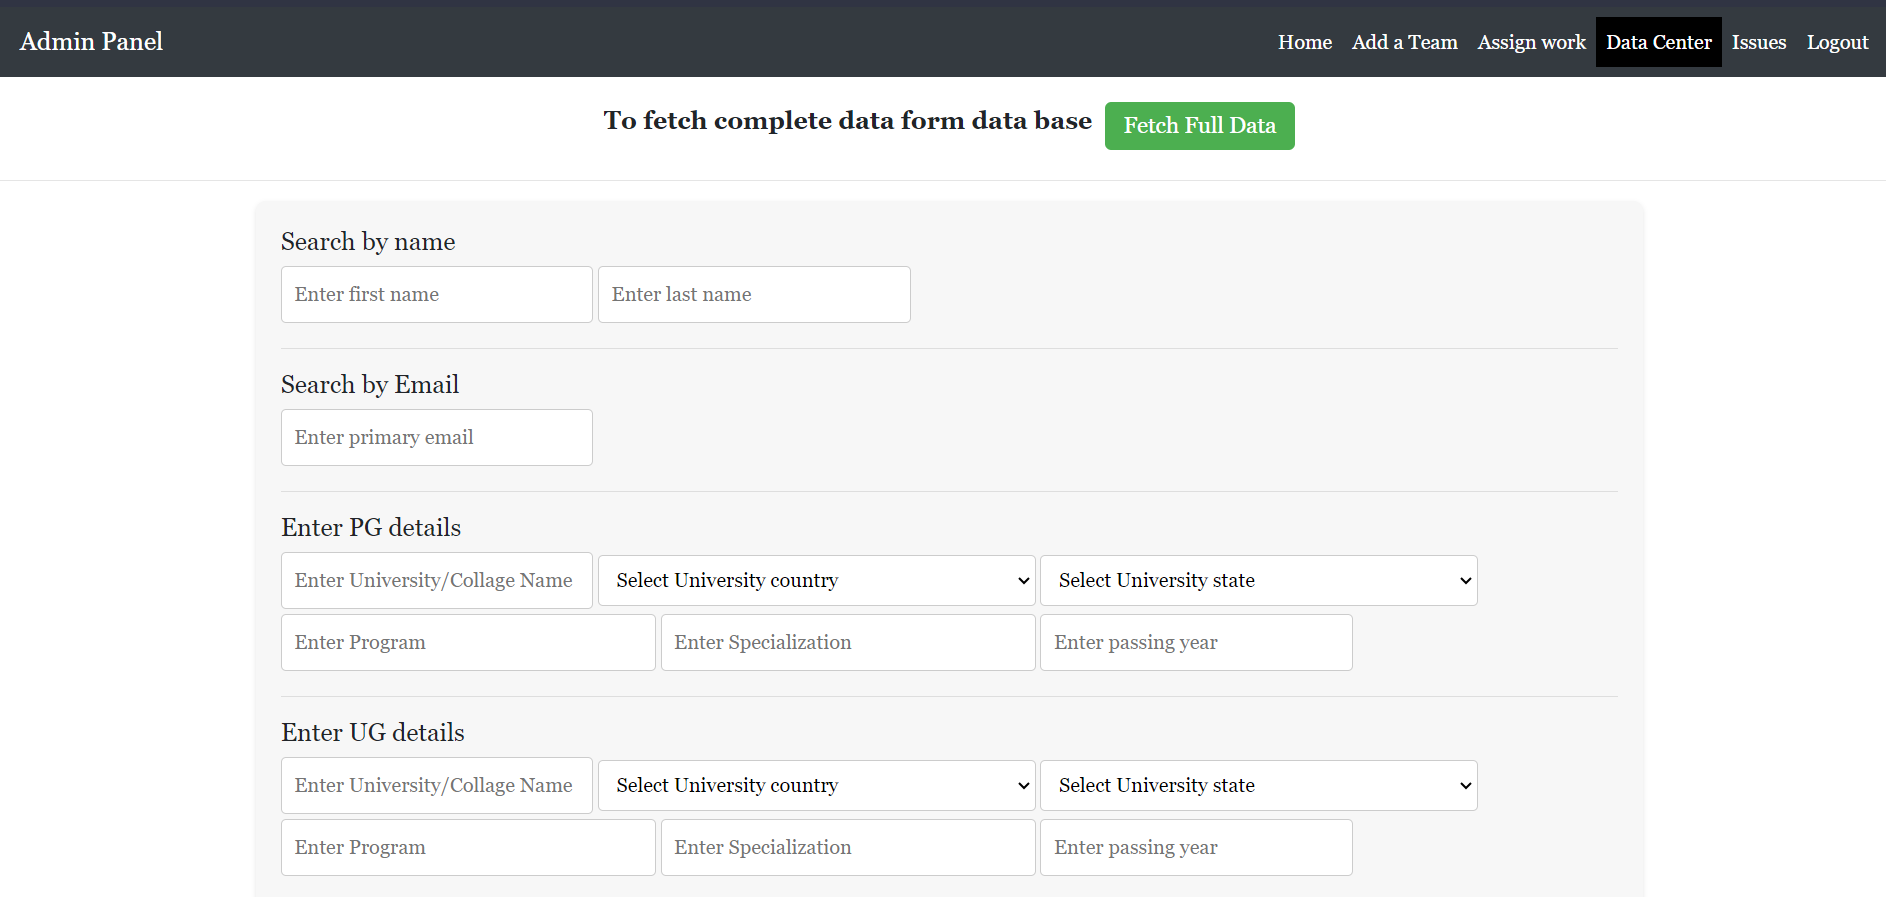 Admin Panel Home Add a Team Assign work Data Center Issues Logout
To fetch complete data form data base Fetch Full Data
Search by name
Enter first name Enter last name
Search by Email
Enter primary email
Enter PG details
Enter University/Collage Name Select University country Select University state
Enter Program Enter Specialization Enter passing year
Enter UG details
Enter University/Collage Name Select University country Select University state
Enter Program Enter Specialization Enter passing year